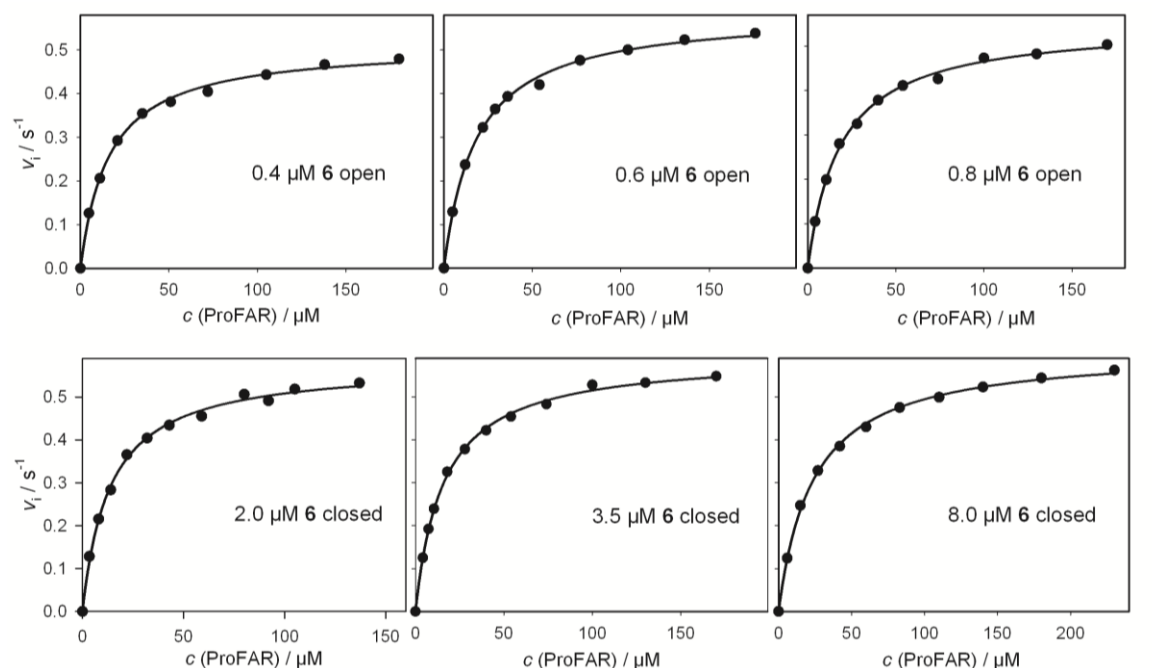 v_i / s⁻¹
0.5
0.4
0.3
0.2
0.1
0.0
0.4 µM 6 open
0 50 100 150
c (ProFAR) / µM
0.6 µM 6 open
0 50 100 150
c (ProFAR) / µM
0.8 µM 6 open
0 50 100 150
c (ProFAR) / µM
v_i / s⁻¹
0.5
0.4
0.3
0.2
0.1
0.0
2.0 µM 6 closed
0 50 100 150
c (ProFAR) / µM
3.5 µM 6 closed
0 50 100 150
c (ProFAR) / µM
8.0 µM 6 closed
0 50 100 150 200
c (ProFAR) / µM